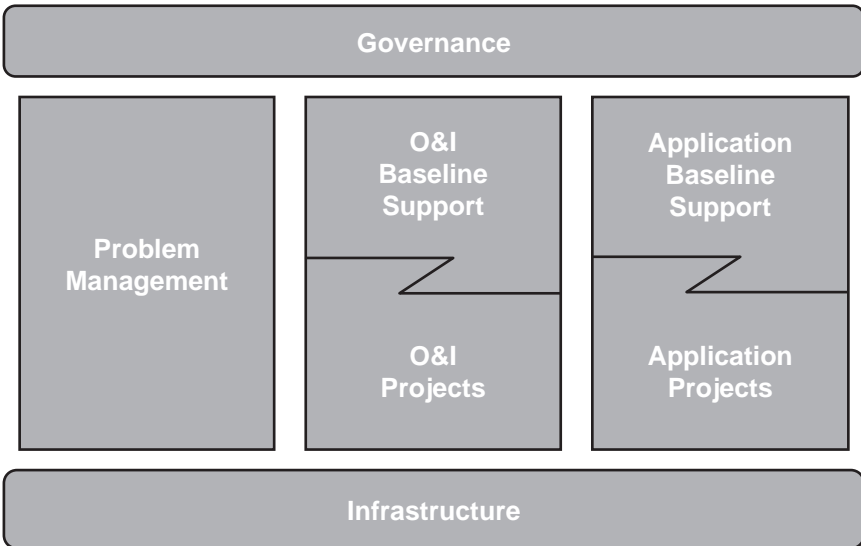 Governance
Problem
Management
O&I
Baseline
Support
O&I
Projects
Application
Baseline
Support
Application
Projects
Infrastructure